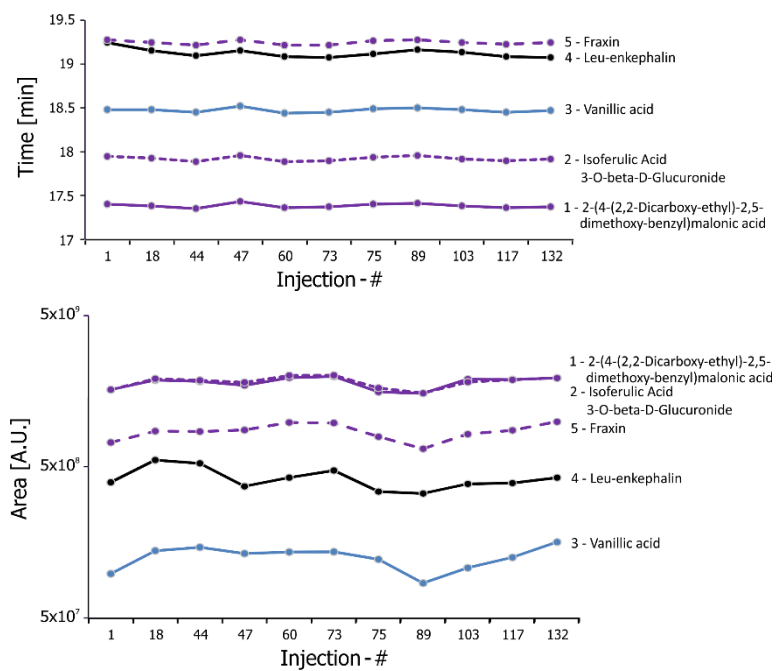 19.5
19
18.5
18
17.5
17
Time [min]
5 - Fraxin
4 - Leu-enkephalin
3 - Vanillic acid
2 - Isoferulic Acid
3-O-beta-D-Glucuronide
1 - 2-(4-(2,2-Dicarboxy-ethyl)-2,5-
dimethoxy-benzyl)malonic acid
1 18 44 47 60 73 75 89 103 117 132
Injection - #
5x10⁹
5x10⁸
5x10⁷
Area [A.U.]
1 - 2-(4-(2,2-Dicarboxy-ethyl)-2,5-
dimethoxy-benzyl)malonic acid
2 - Isoferulic Acid
3-O-beta-D-Glucuronide
5 - Fraxin
4 - Leu-enkephalin
3 - Vanillic acid
1 18 44 47 60 73 75 89 103 117 132
Injection - #